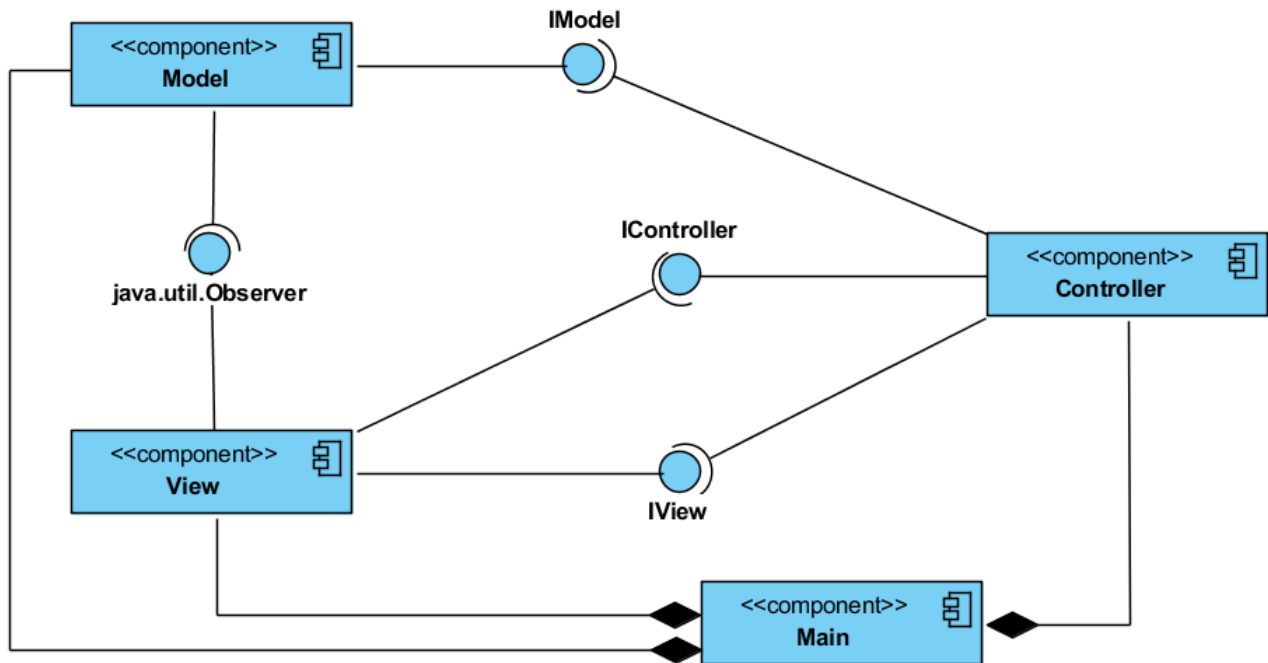 IModel
<<component>>
Model
IController
<<component>>
Controller
java.util.Observer
<<component>>
View
IView
<<component>>
Main